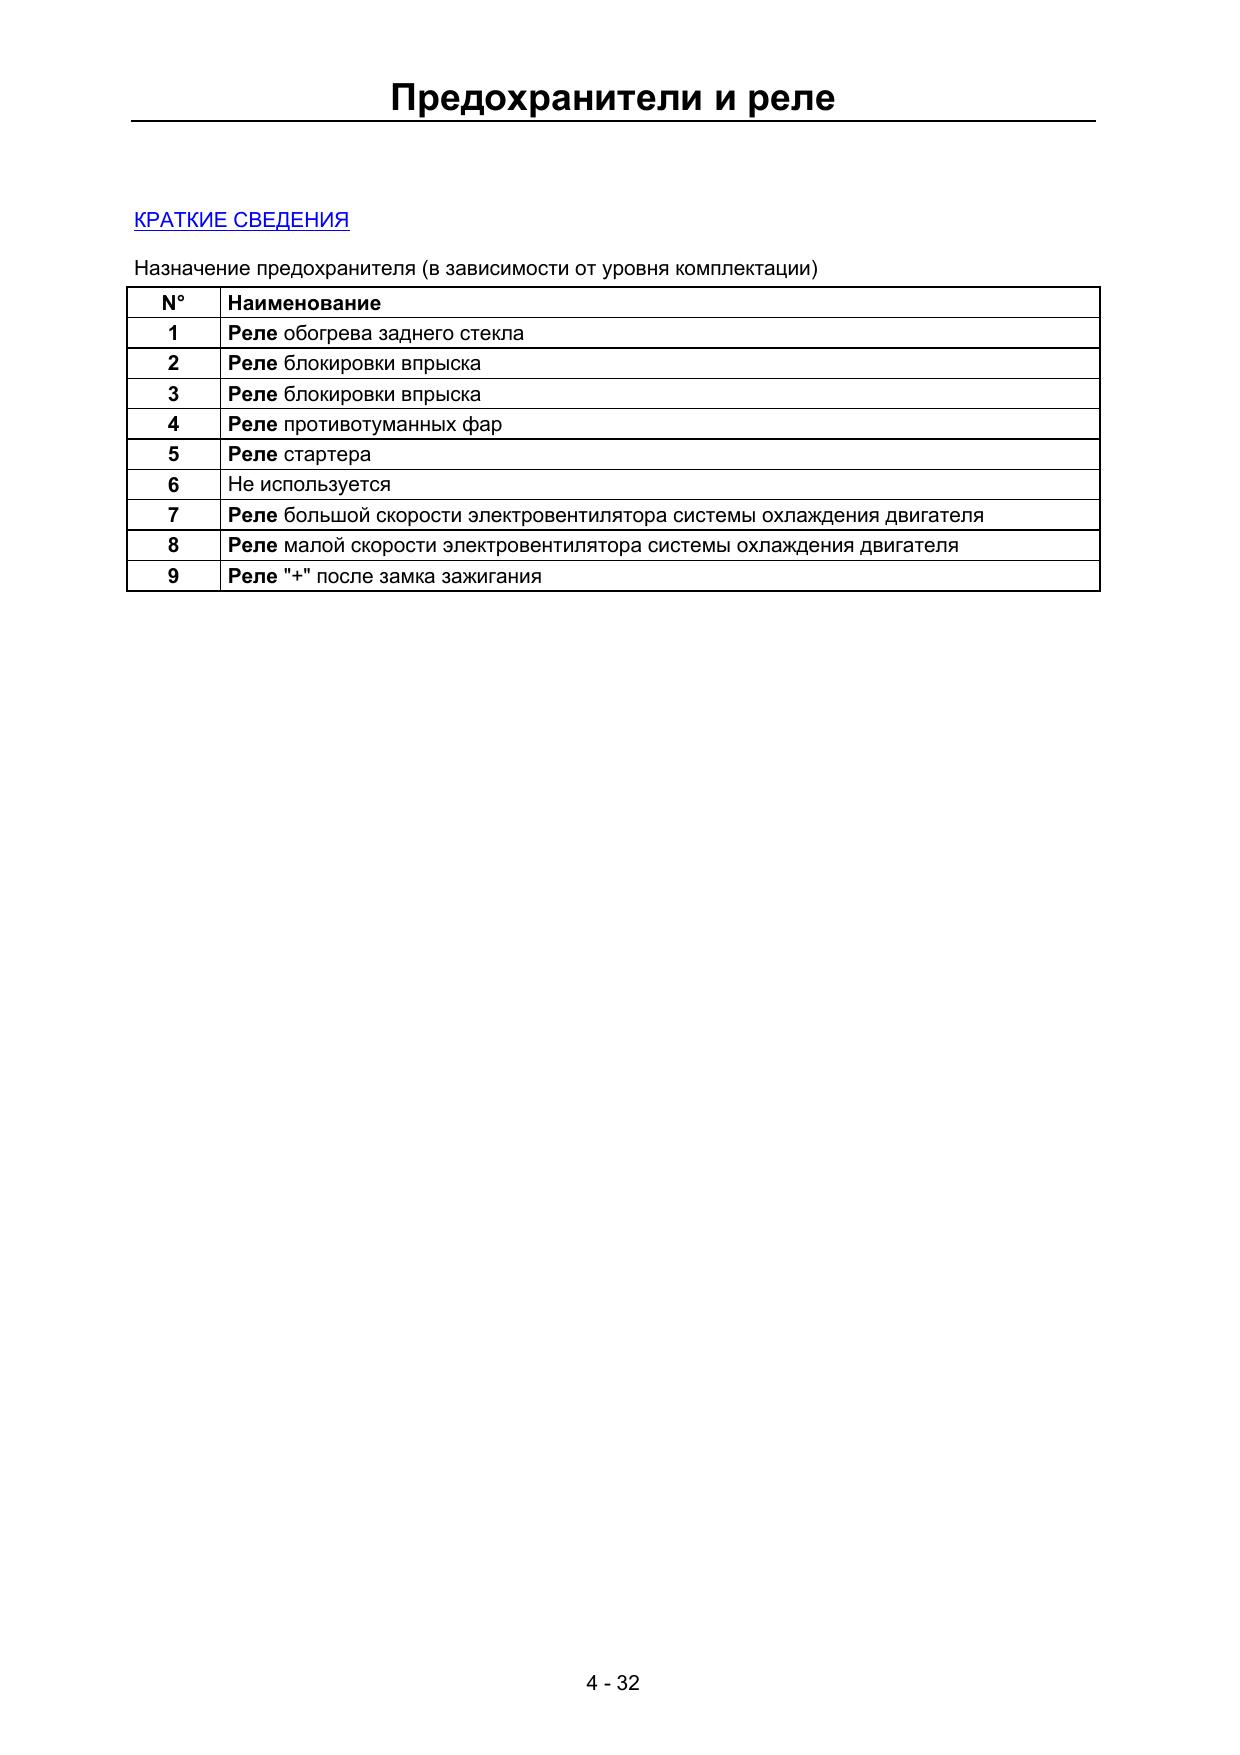 Предохранители и реле
КРАТКИЕ СВЕДЕНИЯ
Назначение предохранителя (в зависимости от уровня комплектации)
N° Наименование
1 Реле обогрева заднего стекла
2 Реле блокировки впрыска
3 Реле блокировки впрыска
4 Реле противотуманных фар
5 Реле стартера
6 Не используется
7 Реле большой скорости электровентилятора системы охлаждения двигателя
8 Реле малой скорости электровентилятора системы охлаждения двигателя
9 Реле "+" после замка зажигания
4 - 32